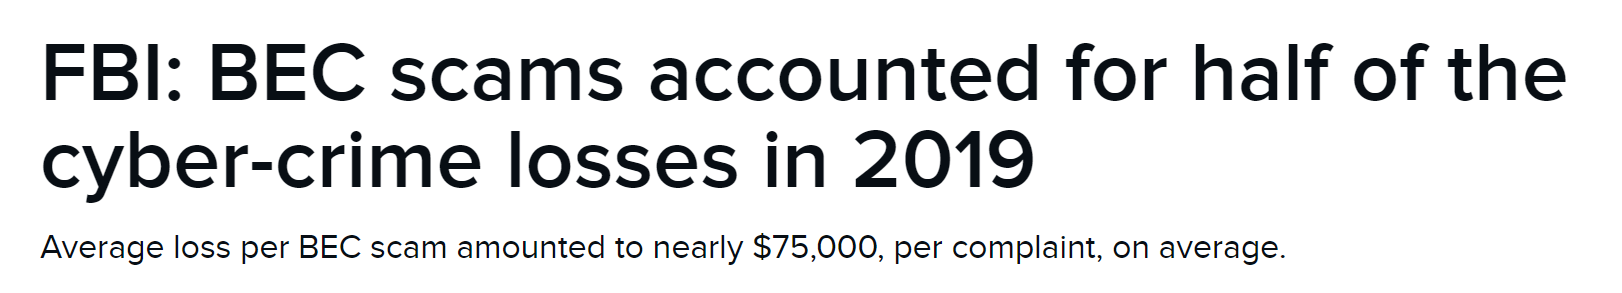 FBI: BEC scams accounted for half of the
cyber-crime losses in 2019
Average loss per BEC scam amounted to nearly $75,000, per complaint, on average.